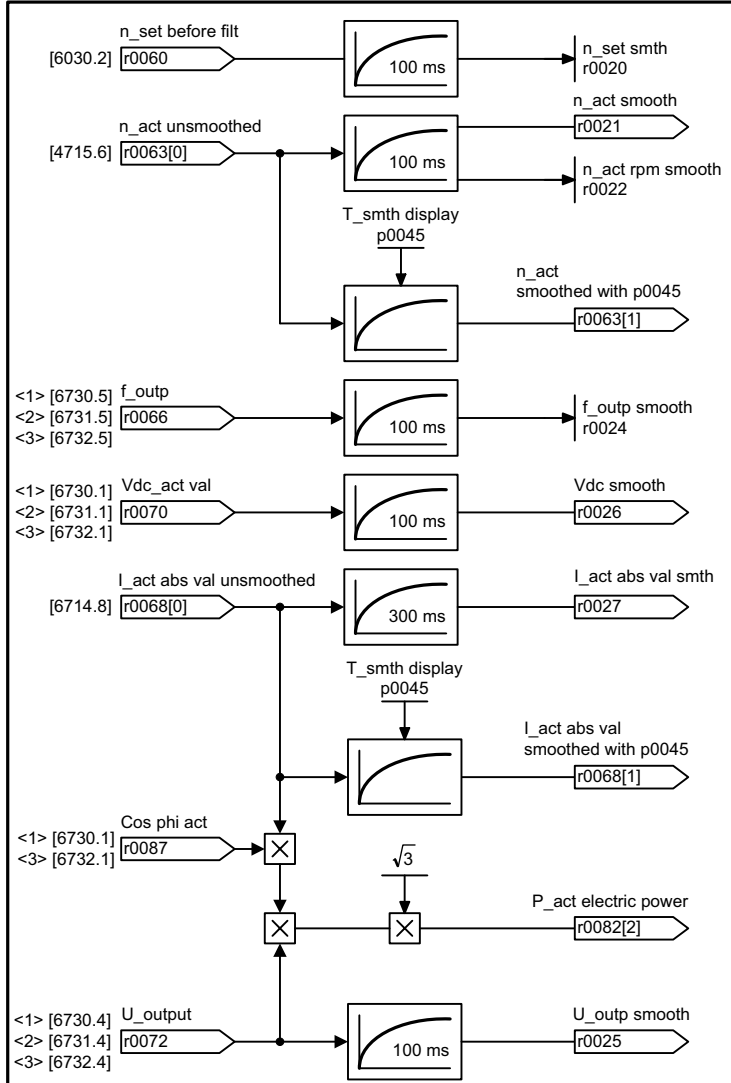 n_set before filt
[6030.2]
r0060
100 ms
n_set smth
r0020
n_act unsmoothed
[4715.6]
r0063[0]
100 ms
n_act smooth
r0021
n_act rpm smooth
r0022
T_smth display
p0045
n_act
smoothed with p0045
r0063[1]
<1> [6730.5]
<2> [6731.5]
<3> [6732.5]
f_outp
r0066
100 ms
f_outp smooth
r0024
<1> [6730.1]
<2> [6731.1]
<3> [6732.1]
Vdc_act val
r0070
100 ms
Vdc smooth
r0026
I_act abs val unsmoothed
[6714.8]
r0068[0]
300 ms
I_act abs val smth
r0027
T_smth display
p0045
I_act abs val
smoothed with p0045
r0068[1]
Cos phi act
<1> [6730.1]
<3> [6732.1]
r0087
√3
P_act electric power
r0082[2]
<1> [6730.4]
<2> [6731.4]
<3> [6732.4]
U_output
r0072
100 ms
U_outp smooth
r0025